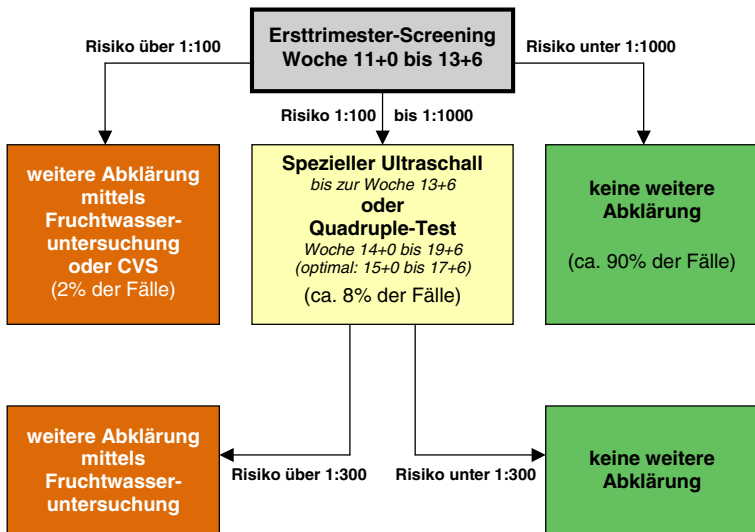 Ersttrimester-Screening
Woche 11+0 bis 13+6
Risiko über 1:100
Risiko unter 1:1000
Risiko 1:100 bis 1:1000
weitere Abklärung
mittels
Fruchtwasser-
untersuchung
oder CVS
(2% der Fälle)
Spezieller Ultraschall
bis zur Woche 13+6
oder
Quadruple-Test
Woche 14+0 bis 19+6
(optimal: 15+0 bis 17+6)
(ca. 8% der Fälle)
keine weitere
Abklärung
(ca. 90% der Fälle)
weitere Abklärung
mittels
Fruchtwasser-
untersuchung
Risiko über 1:300
Risiko unter 1:300
keine weitere
Abklärung